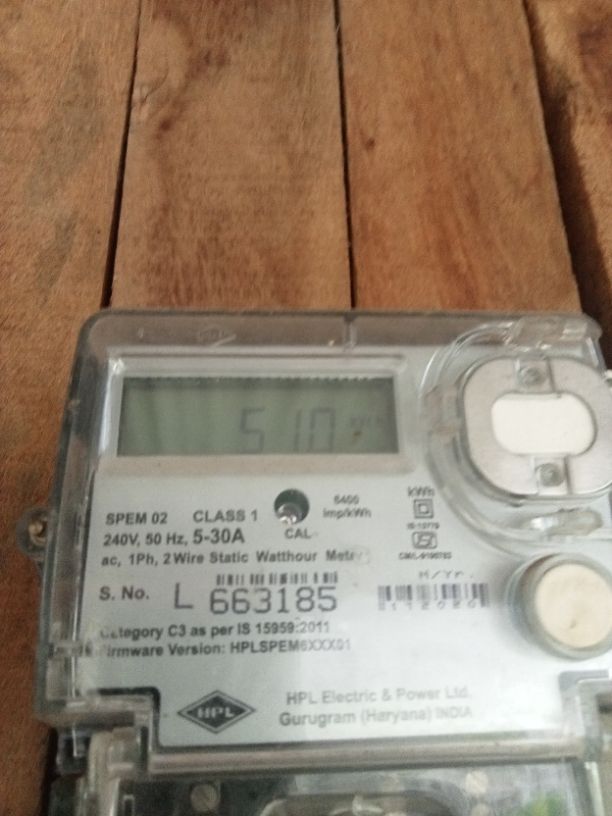 510
SPEM 02 CLASS 1
imp/kWh
kWh
240V, 50 Hz, 5-30A
CAL
ac, 1Ph, 2 Wire Static Watthour
S. No. L 663185
M/Yr.
Category C3 as per IS 15959:2011
Firmware Version: HPLSPEM6XXX01
HPL
HPL Electric & Power Ltd.
Gurugram (Haryana) INDIA